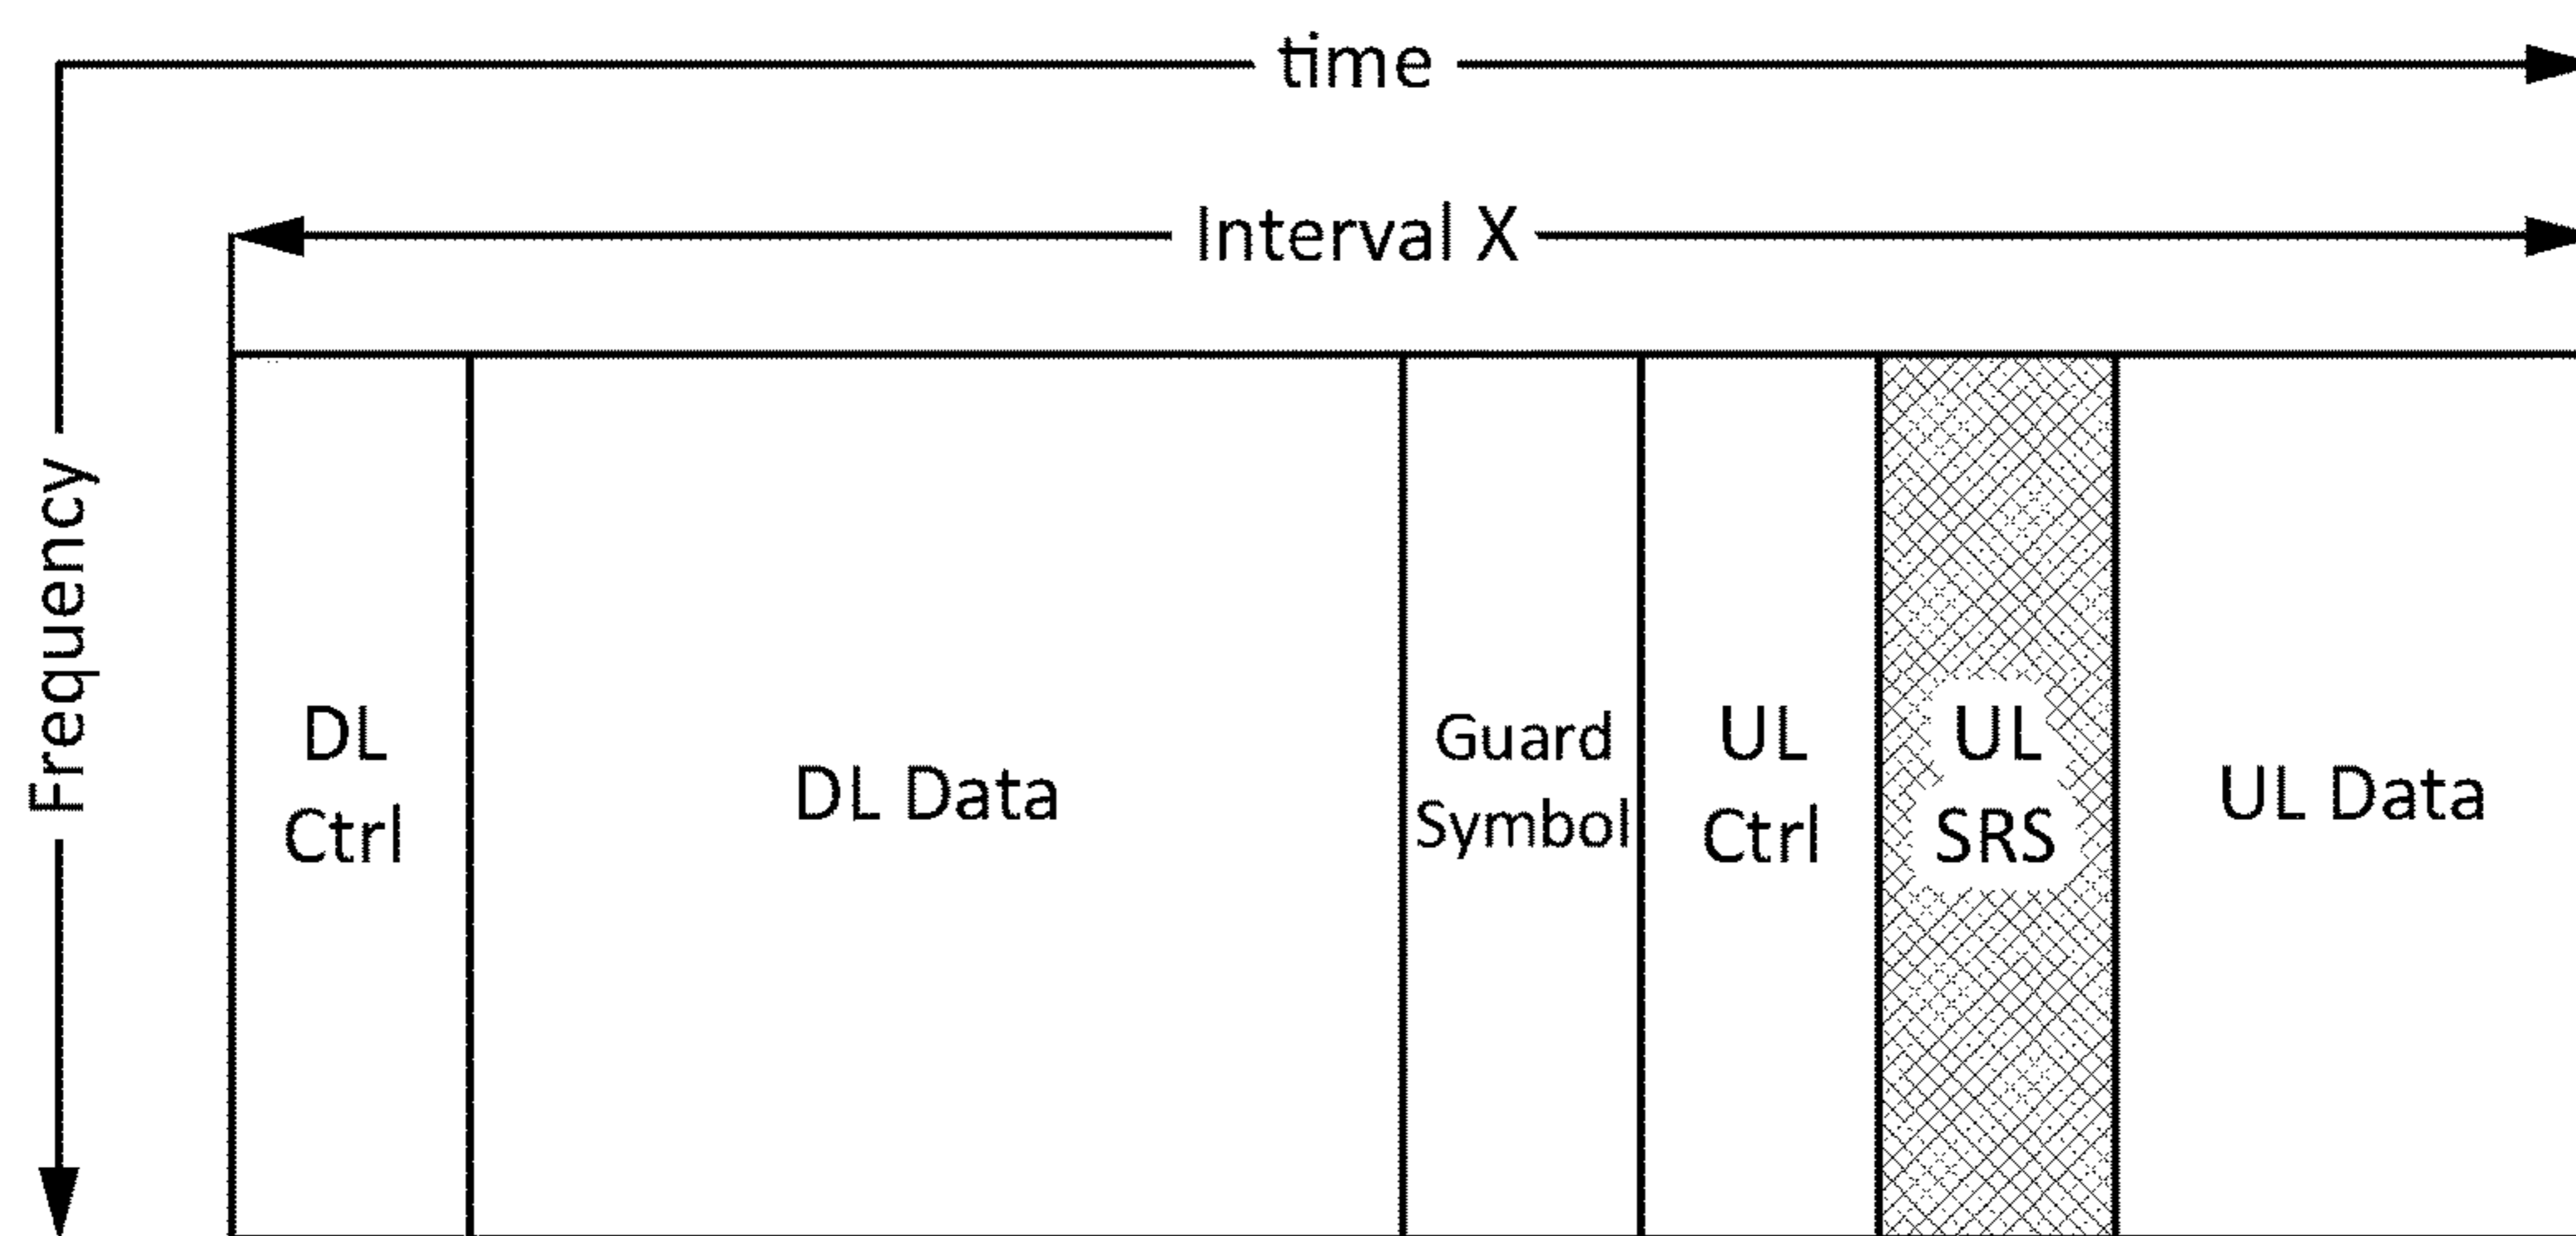 time
Interval X
Frequency
DL
Ctrl
DL Data
Guard
Symbol
UL
Ctrl
UL
SRS
UL Data